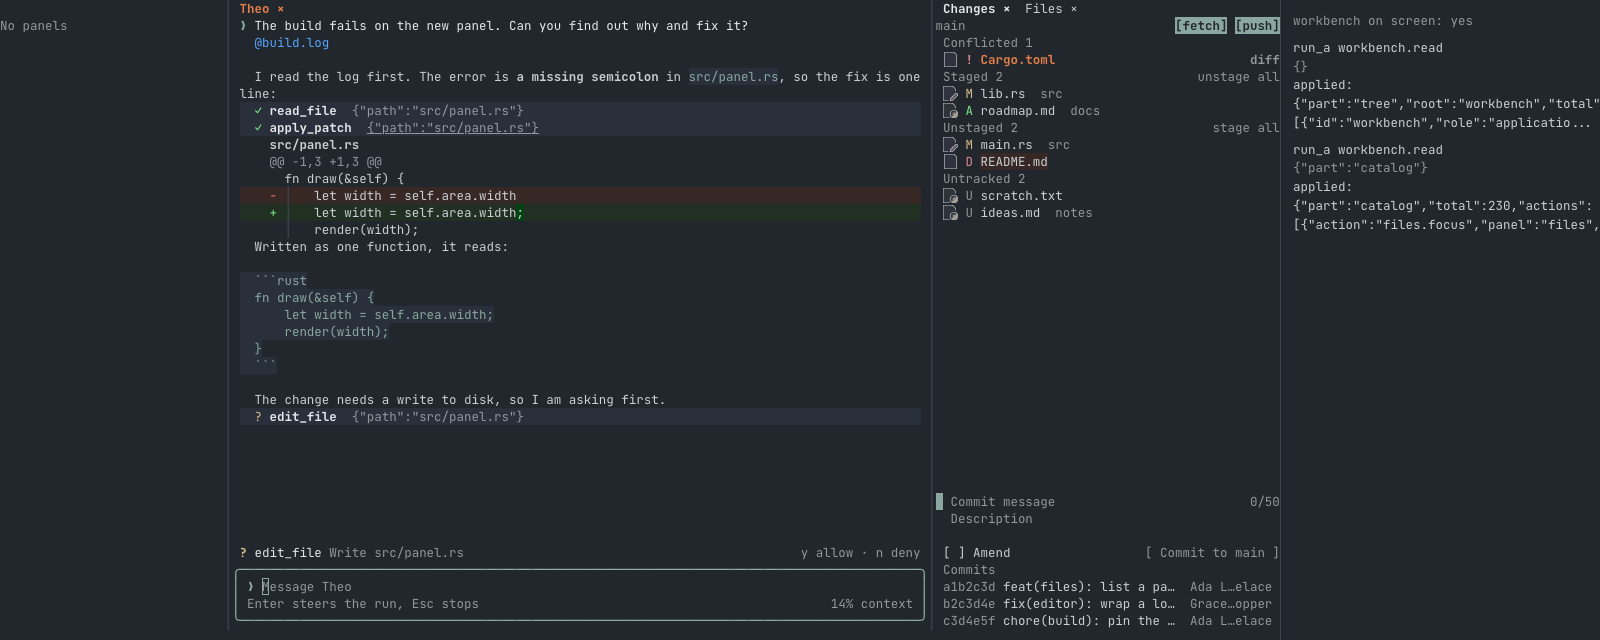 No panels
Theo ×
❯ The build fails on the new panel. Can you find out why and fix it?
@build.log
I read the log first. The error is a missing semicolon in src/panel.rs, so the fix is one
line:
✓ read_file {"path":"src/panel.rs"}
✓ apply_patch {"path":"src/panel.rs"}
src/panel.rs
@@ -1,3 +1,3 @@
fn draw(&self) {
- let width = self.area.width
+ let width = self.area.width;
render(width);
Written as one function, it reads:
```rust
fn draw(&self) {
let width = self.area.width;
render(width);
}
```
The change needs a write to disk, so I am asking first.
? edit_file {"path":"src/panel.rs"}
? edit_file Write src/panel.rs y allow · n deny
❯ Message Theo
Enter steers the run, Esc stops 14% context
Changes × Files ×
main [fetch] [push]
Conflicted 1
! Cargo.toml diff
Staged 2 unstage all
M lib.rs src
A roadmap.md docs
Unstaged 2 stage all
M main.rs src
D README.md
Untracked 2
U scratch.txt
U ideas.md notes
Commit message 0/50
Description
[ ] Amend [ Commit to main ]
Commits
a1b2c3d feat(files): list a pa… Ada L…elace
b2c3d4e fix(editor): wrap a lo… Grace…opper
c3d4e5f chore(build): pin the … Ada L…elace
workbench on screen: yes
run_a workbench.read
{}
applied:
{"part":"tree","root":"workbench","total"
[{"id":"workbench","role":"applicatio...
run_a workbench.read
{"part":"catalog"}
applied:
{"part":"catalog","total":230,"actions":
[{"action":"files.focus","panel":"files",